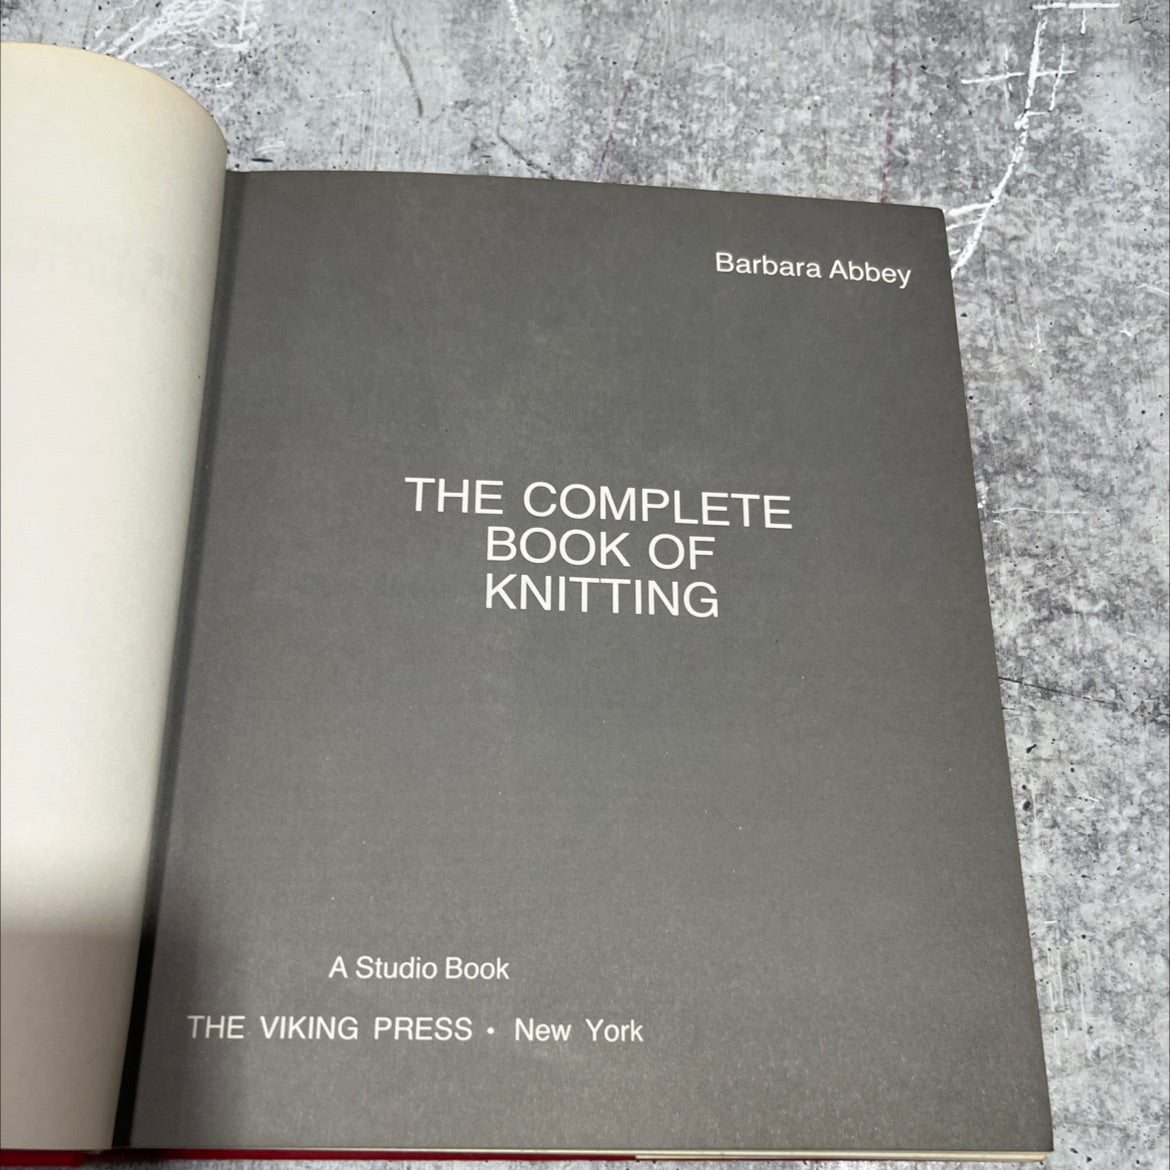 Barbara Abbey
THE COMPLETE
BOOK OF
KNITTING
A Studio Book
THE VIKING PRESS • New York